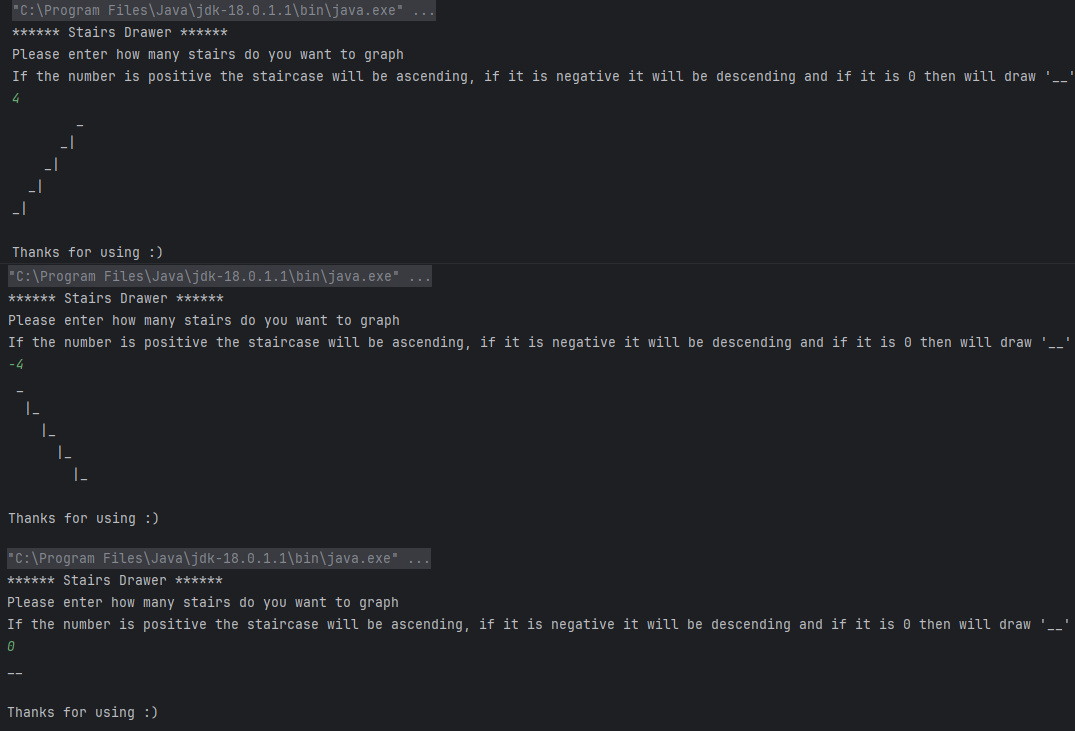 "C:\Program Files\Java\jdk-18.0.1.1\bin\java.exe" ...
****** Stairs Drawer ******
Please enter how many stairs do you want to graph
If the number is positive the staircase will be ascending, if it is negative it will be descending and if it is 0 then will draw '__'
4
        _
      _|
    _|
  _|
_|
Thanks for using :)
"C:\Program Files\Java\jdk-18.0.1.1\bin\java.exe" ...
****** Stairs Drawer ******
Please enter how many stairs do you want to graph
If the number is positive the staircase will be ascending, if it is negative it will be descending and if it is 0 then will draw '__'
-4
 _
  |_
    |_
      |_
        |_
Thanks for using :)
"C:\Program Files\Java\jdk-18.0.1.1\bin\java.exe" ...
****** Stairs Drawer ******
Please enter how many stairs do you want to graph
If the number is positive the staircase will be ascending, if it is negative it will be descending and if it is 0 then will draw '__'
0
__
Thanks for using :)